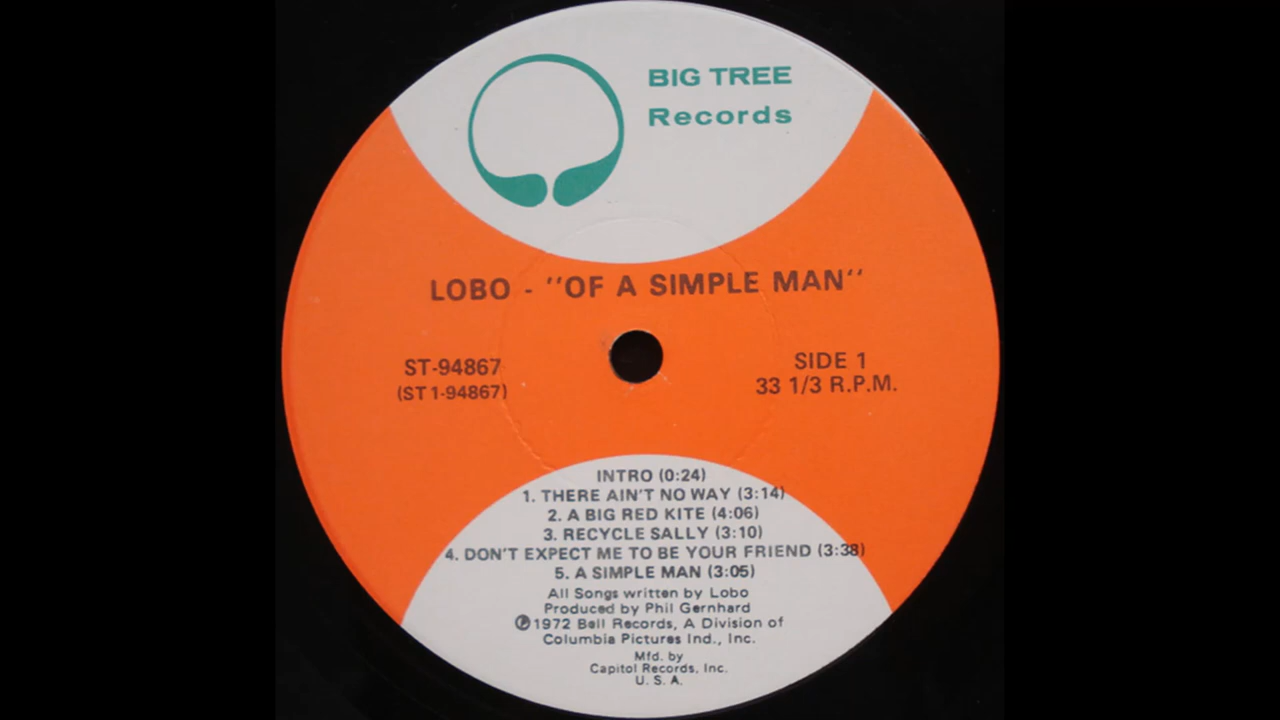 BIG TREE
Records
LOBO - "OF A SIMPLE MAN"
ST-94867
(ST 1-94867)
SIDE 1
33 1/3 R.P.M.
INTRO (0:24)
1. THERE AIN'T NO WAY (3:14)
2. A BIG RED KITE (4:06)
3. RECYCLE SALLY (3:10)
4. DON'T EXPECT ME TO BE YOUR FRIEND (3:38)
5. A SIMPLE MAN (3:05)
All Songs written by Lobo
Produced by Phil Gernhard
℗1972 Bell Records, A Division of
Columbia Pictures Ind., Inc.
Mfd. by
Capitol Records, Inc.
U. S. A.